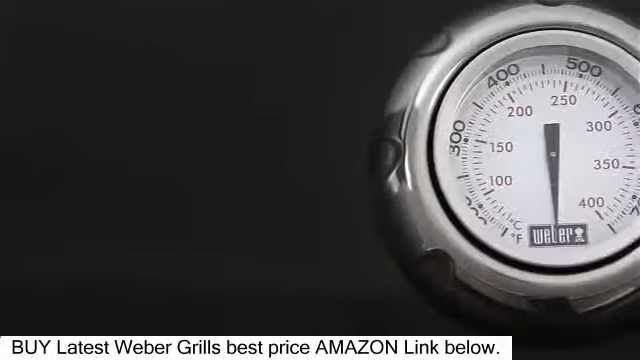 400
500
200
250
300
300
150
350
100
400
°C
°F
weber
BUY Latest Weber Grills best price AMAZON Link below.